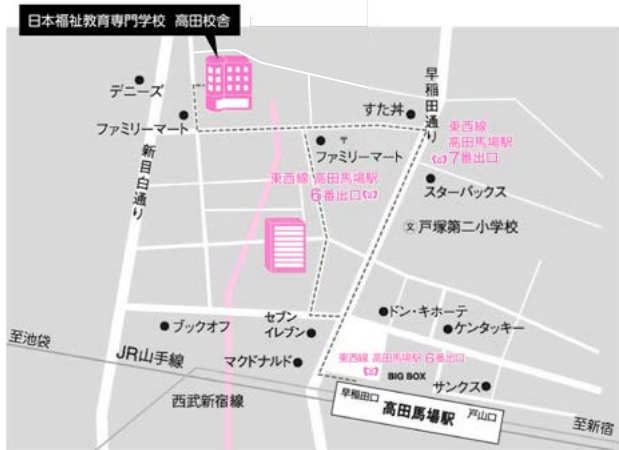 日本福祉教育専門学校 高田校舎
デニーズ
ファミリーマート
新目白通り
すた丼
早稲田通り
東西線
高田馬場駅
7番出口
〒
ファミリーマート
東西線 高田馬場駅
6番出口
スターバックス
文 戸塚第二小学校
ドン・キホーテ
ケンタッキー
セブン
イレブン
ブックオフ
マクドナルド
至池袋
JR山手線
西武新宿線
東西線 高田馬場駅 6番出口
BIG BOX
サンクス
早稲田口
高田馬場駅
戸山口
至新宿